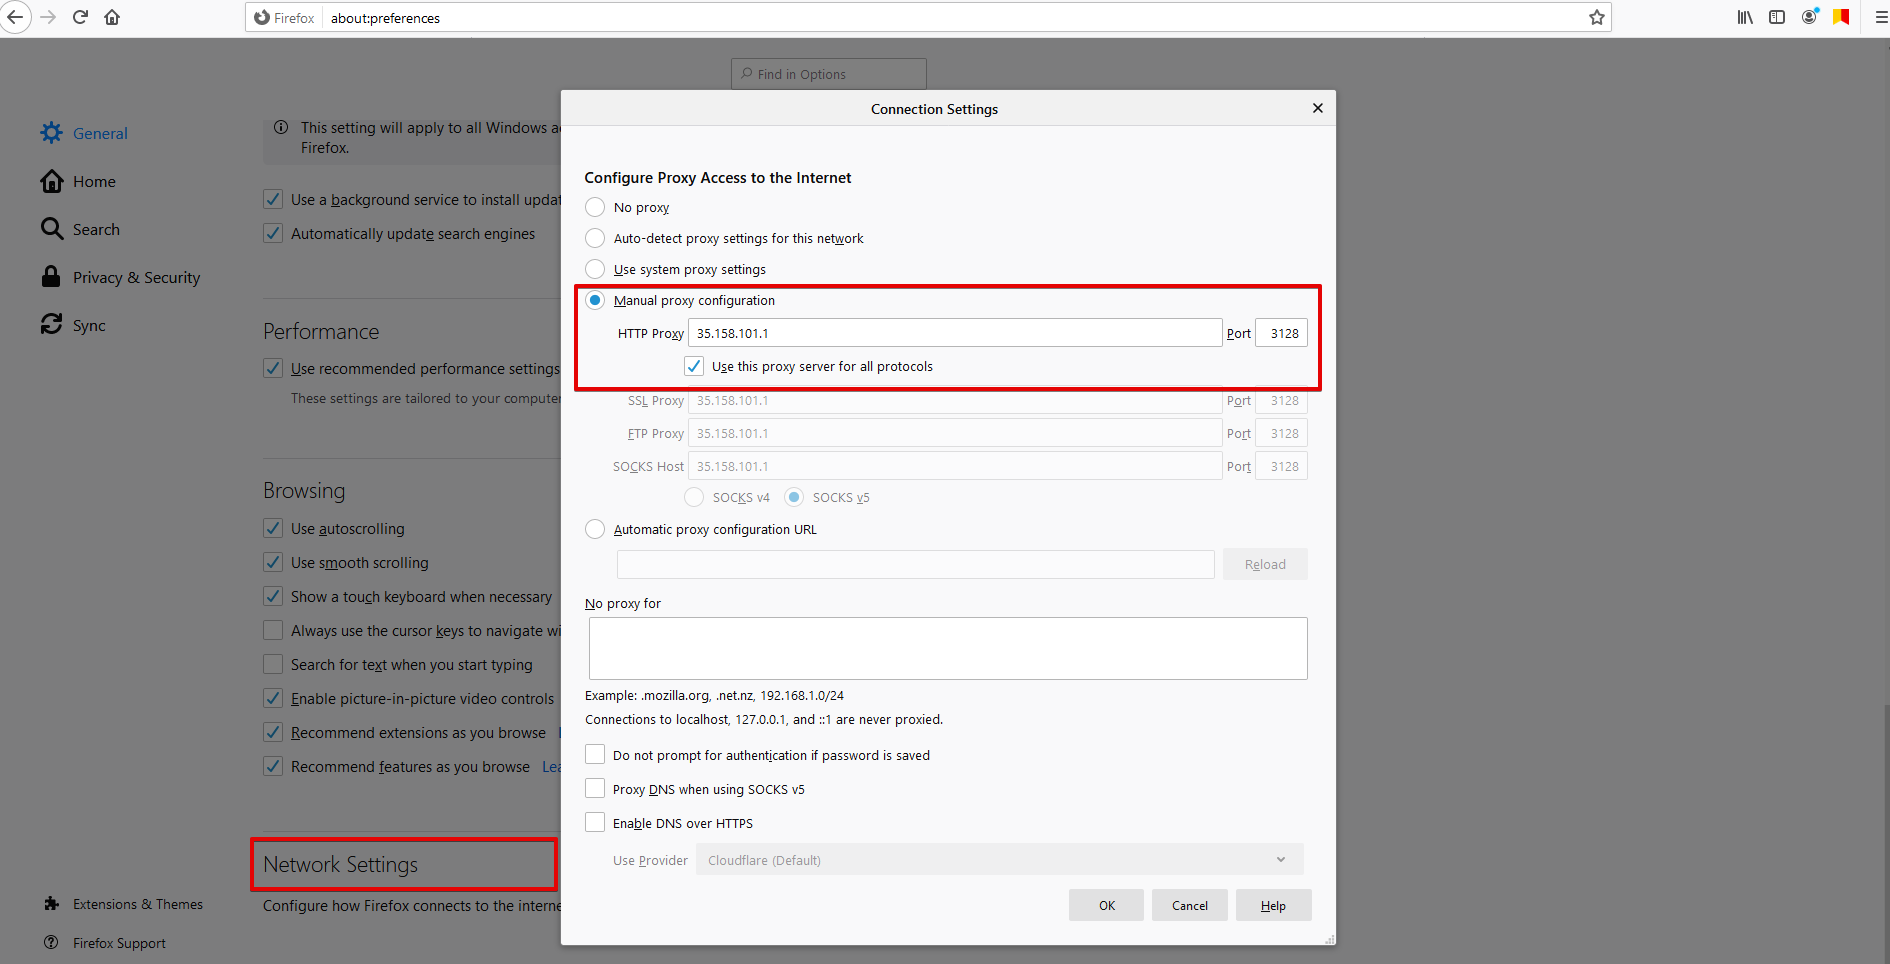 Firefox about:preferences
Find in Options
General
Home
Search
Privacy & Security
Sync
Extensions & Themes
Firefox Support
This setting will apply to all Windows
Firefox.
Use a background service to install
Automatically update search engines
Performance
Use recommended performance settings
These settings are tailored to your computer
Browsing
Use autoscrolling
Use smooth scrolling
Show a touch keyboard when necessary
Always use the cursor keys to navigate
Search for text when you start typing
Enable picture-in-picture video controls
Recommend extensions as you browse
Recommend features as you browse
Network Settings
Configure how Firefox connects to the
Connection Settings
Configure Proxy Access to the Internet
No proxy
Auto-detect proxy settings for this network
Use system proxy settings
Manual proxy configuration
HTTP Proxy 35.158.101.1 Port 3128
Use this proxy server for all protocols
SSL Proxy 35.158.101.1 Port 3128
FTP Proxy 35.158.101.1 Port 3128
SOCKS Host 35.158.101.1 Port 3128
SOCKS v4 SOCKS v5
Automatic proxy configuration URL
Reload
No proxy for
Example: .mozilla.org, .net.nz, 192.168.1.0/24
Connections to localhost, 127.0.0.1, and ::1 are never proxied.
Do not prompt for authentication if password is saved
Proxy DNS when using SOCKS v5
Enable DNS over HTTPS
Use Provider Cloudflare (Default)
OK Cancel Help